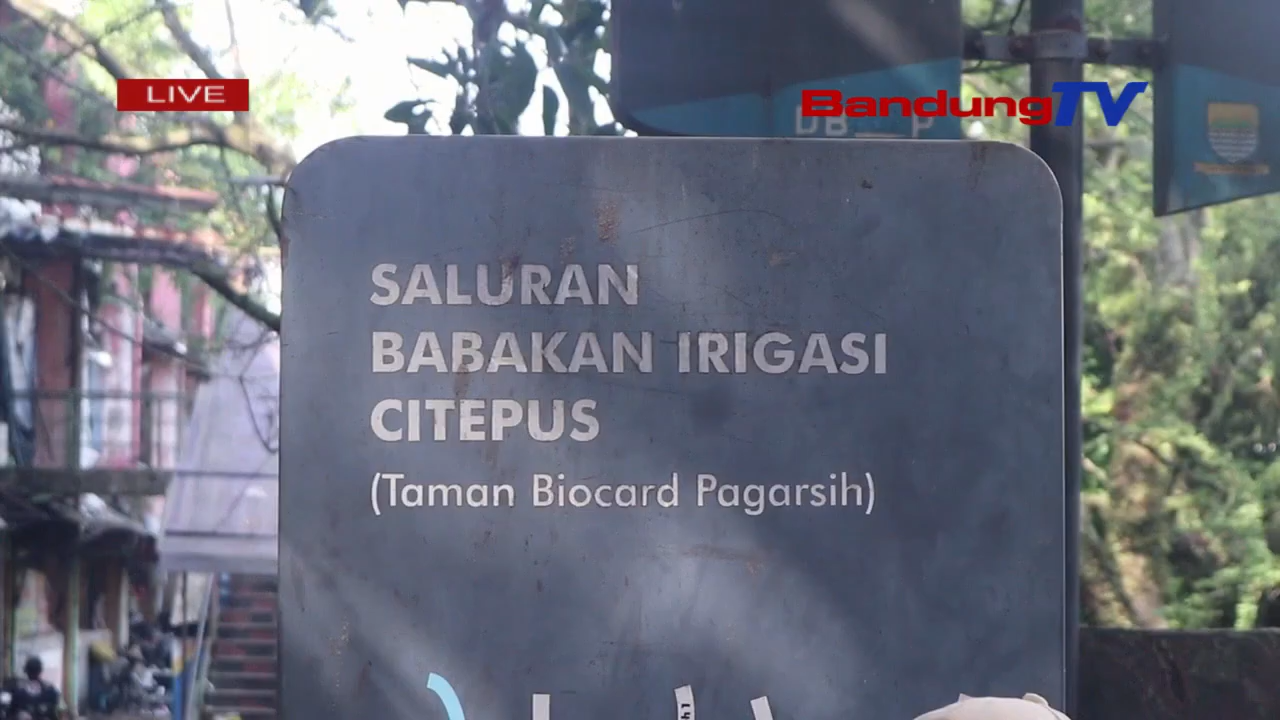 LIVE
BandungTV
SALURAN
BABAKAN IRIGASI
CITEPUS
(Taman Biocard Pagarsih)